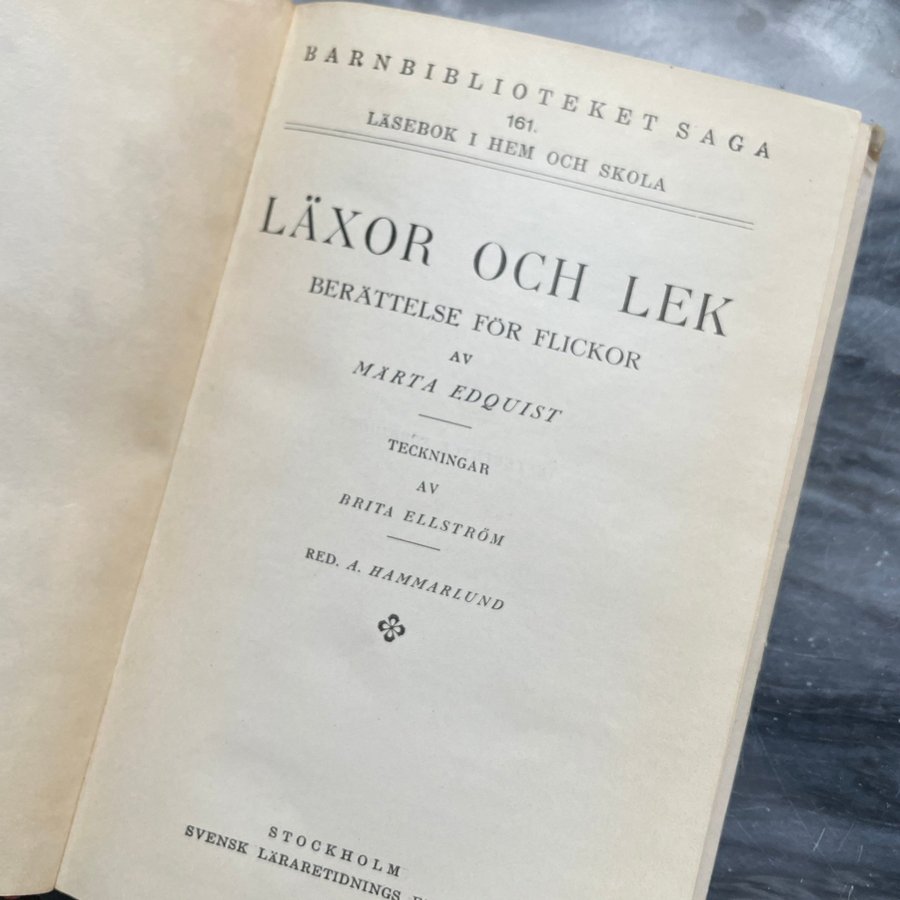 BARNBIBLIOTEKET SAGA
161.
LÄSEBOK I HEM OCH SKOLA
LÄXOR OCH LEK
BERÄTTELSE FÖR FLICKOR
AV
MÄRTA EDQUIST
TECKNINGAR
AV
BRITA ELLSTRÖM
RED. A. HAMMARLUND
STOCKHOLM
SVENSK LÄRARETIDNINGS